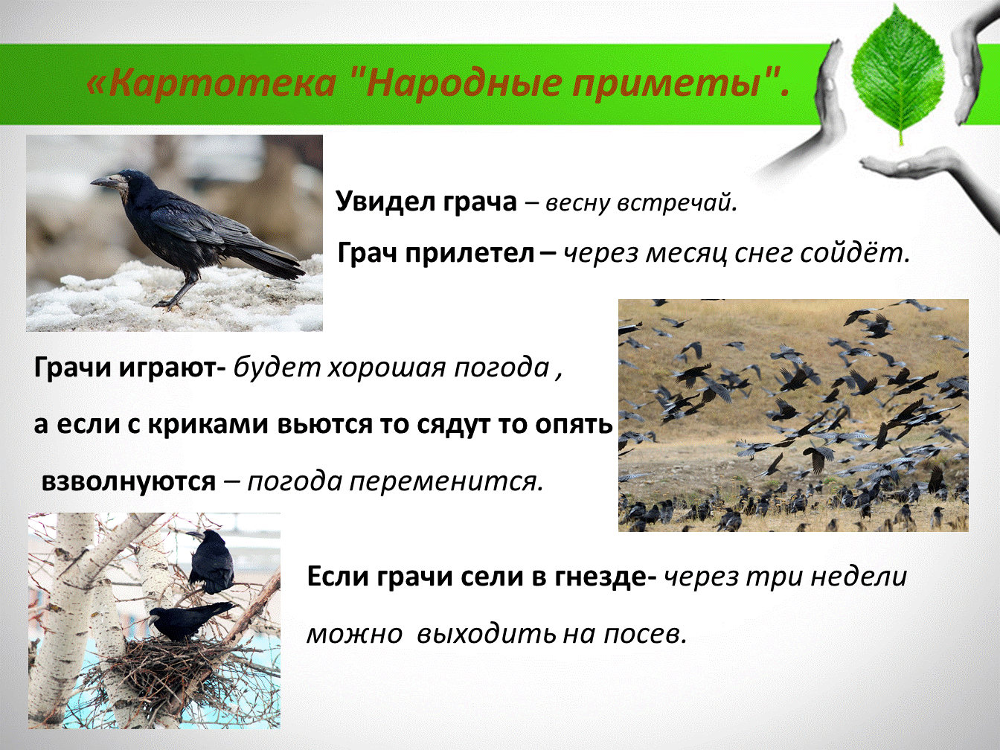 «Картотека "Народные приметы".
Увидел грача – весну встречай.
Грач прилетел – через месяц снег сойдёт.
Грачи играют- будет хорошая погода ,
а если с криками вьются то сядут то опять
взволнуются – погода переменится.
Если грачи сели в гнезде- через три недели
можно выходить на посев.